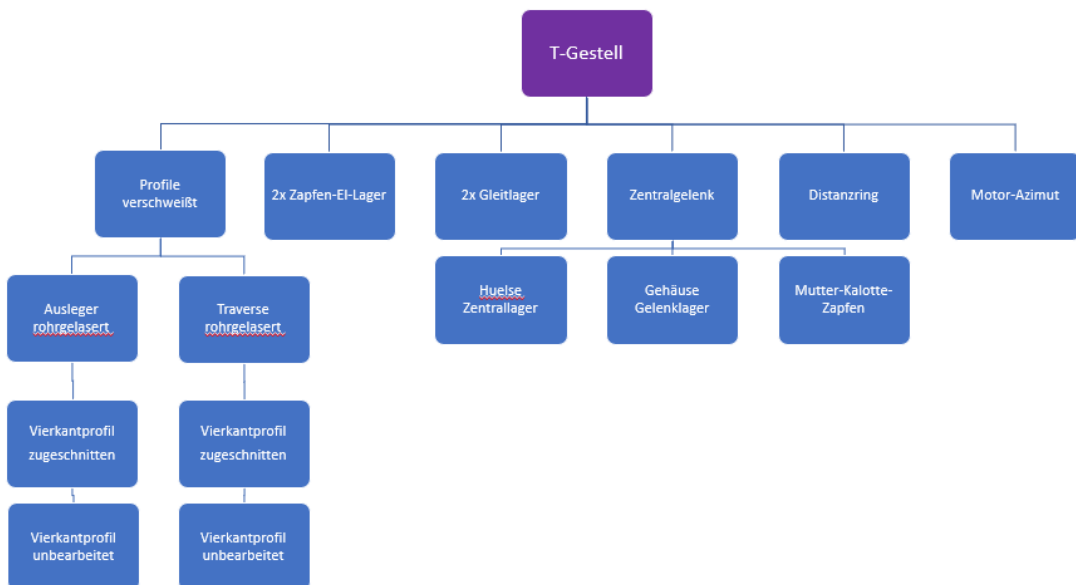 T-Gestell
Profile
verschweißt
2x Zapfen-El-Lager
2x Gleitlager
Zentralgelenk
Distanzring
Motor-Azimut
Ausleger
rohrgelasert
Traverse
rohrgelasert
Huelse
Zentrallager
Gehäuse
Gelenklager
Mutter-Kalotte-
Zapfen
Vierkantprofil
zugeschnitten
Vierkantprofil
zugeschnitten
Vierkantprofil
unbearbeitet
Vierkantprofil
unbearbeitet